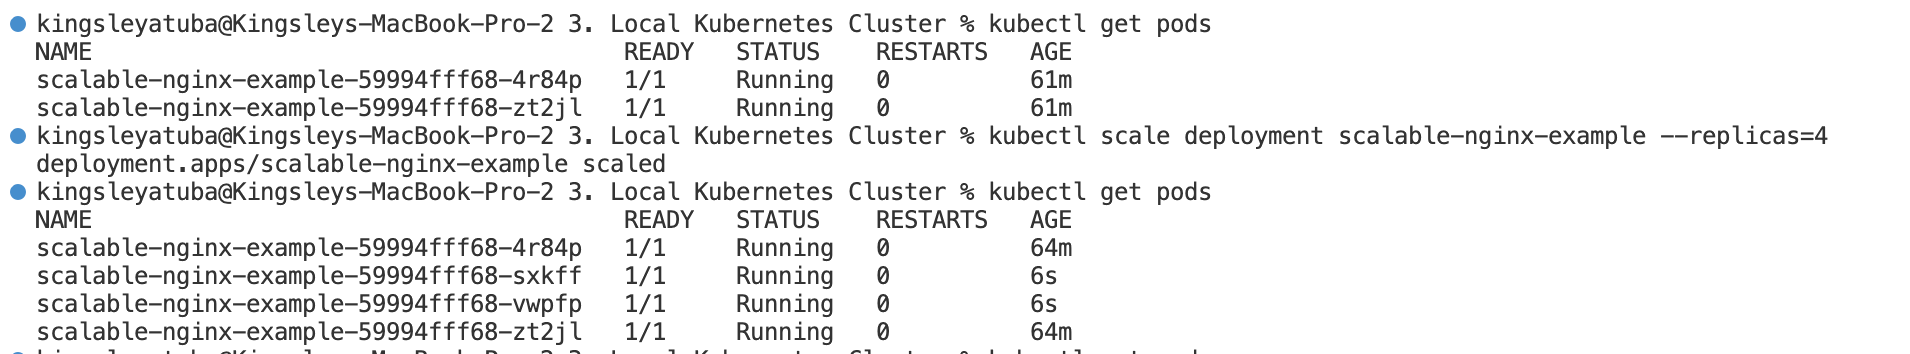 kingsleyatuba@Kingsleys-MacBook-Pro-2 3. Local Kubernetes Cluster % kubectl get pods
NAME READY STATUS RESTARTS AGE
scalable-nginx-example-59994fff68-4r84p 1/1 Running 0 61m
scalable-nginx-example-59994fff68-zt2jl 1/1 Running 0 61m
kingsleyatuba@Kingsleys-MacBook-Pro-2 3. Local Kubernetes Cluster % kubectl scale deployment scalable-nginx-example --replicas=4
deployment.apps/scalable-nginx-example scaled
kingsleyatuba@Kingsleys-MacBook-Pro-2 3. Local Kubernetes Cluster % kubectl get pods
NAME READY STATUS RESTARTS AGE
scalable-nginx-example-59994fff68-4r84p 1/1 Running 0 64m
scalable-nginx-example-59994fff68-sxkff 1/1 Running 0 6s
scalable-nginx-example-59994fff68-vwpfp 1/1 Running 0 6s
scalable-nginx-example-59994fff68-zt2jl 1/1 Running 0 64m